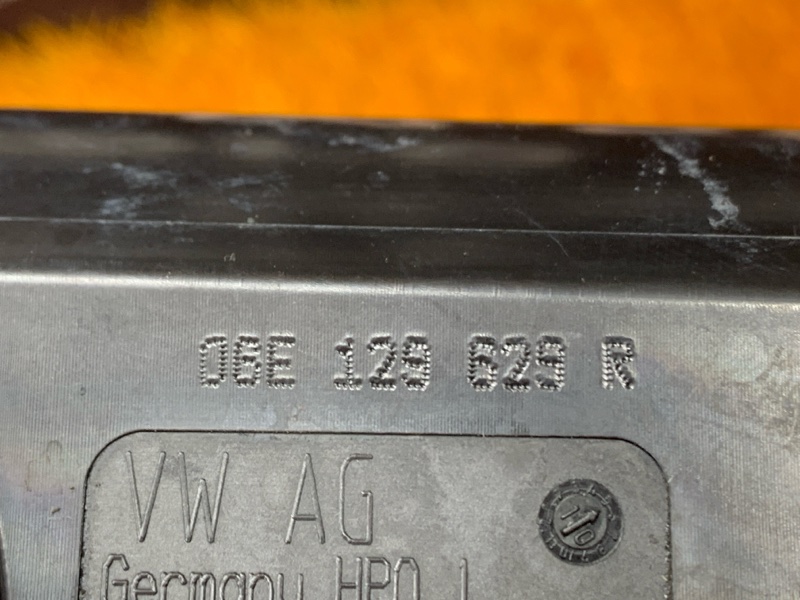 06E 129 629 R
VW AG
Germany HPO 1